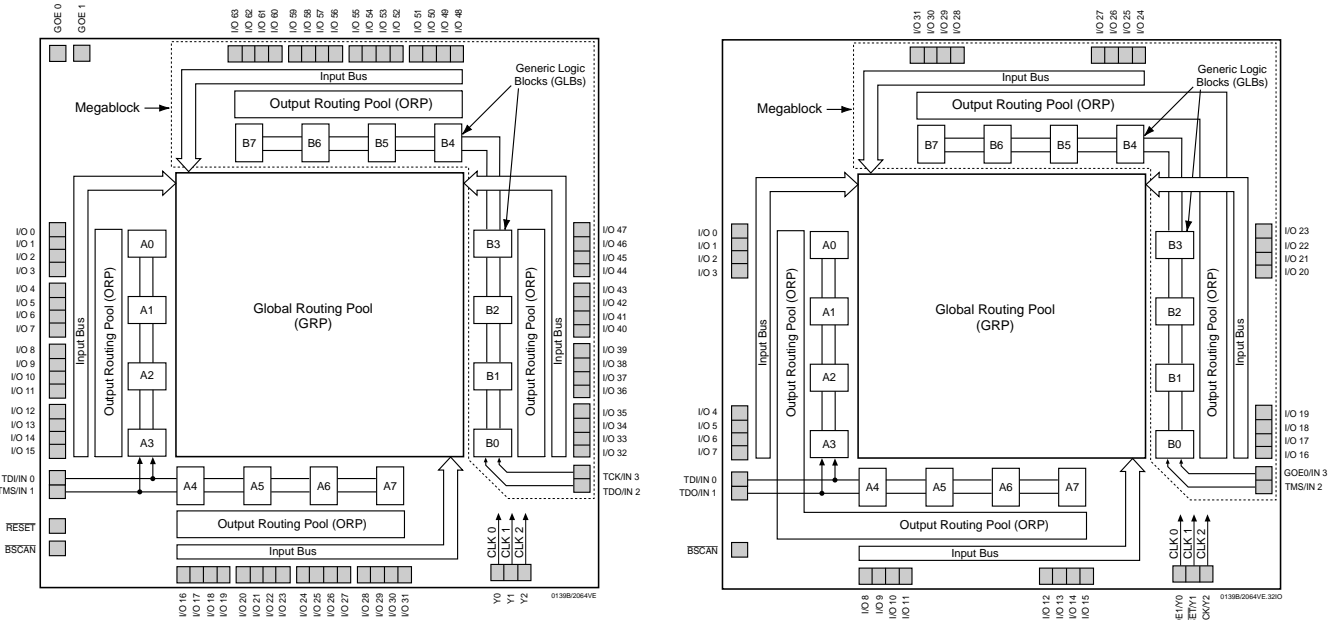 GOE 0
GOE 1
I/O 63
I/O 62
I/O 61
I/O 60
I/O 59
I/O 58
I/O 57
I/O 56
I/O 55
I/O 54
I/O 53
I/O 52
I/O 51
I/O 50
I/O 49
I/O 48
Input Bus
Output Routing Pool (ORP)
Generic Logic
Blocks (GLBs)
Megablock
B7
B6
B5
B4
I/O 0
I/O 1
I/O 2
I/O 3
I/O 4
I/O 5
I/O 6
I/O 7
I/O 8
I/O 9
I/O 10
I/O 11
I/O 12
I/O 13
I/O 14
I/O 15
Input Bus
Output Routing Pool (ORP)
A0
A1
A2
A3
Global Routing Pool
(GRP)
B3
B2
B1
B0
Output Routing Pool (ORP)
Input Bus
I/O 47
I/O 46
I/O 45
I/O 44
I/O 43
I/O 42
I/O 41
I/O 40
I/O 39
I/O 38
I/O 37
I/O 36
I/O 35
I/O 34
I/O 33
I/O 32
TDI/IN 0
TMS/IN 1
TCK/IN 3
TDO/IN 2
A4
A5
A6
A7
Output Routing Pool (ORP)
Input Bus
RESET
BSCAN
CLK 0
CLK 1
CLK 2
Y0
Y1
Y2
I/O 16
I/O 17
I/O 18
I/O 19
I/O 20
I/O 21
I/O 22
I/O 23
I/O 24
I/O 25
I/O 26
I/O 27
I/O 28
I/O 29
I/O 30
I/O 31
0139B/2064VE
I/O 31
I/O 30
I/O 29
I/O 28
I/O 27
I/O 26
I/O 25
I/O 24
Input Bus
Output Routing Pool (ORP)
Generic Logic
Blocks (GLBs)
Megablock
B7
B6
B5
B4
I/O 0
I/O 1
I/O 2
I/O 3
I/O 4
I/O 5
I/O 6
I/O 7
Input Bus
Output Routing Pool (ORP)
A0
A1
A2
A3
Global Routing Pool
(GRP)
B3
B2
B1
B0
Output Routing Pool (ORP)
Input Bus
I/O 23
I/O 22
I/O 21
I/O 20
I/O 19
I/O 18
I/O 17
I/O 16
TDI/IN 0
TDO/IN 1
GOE0/IN 3
TMS/IN 2
A4
A5
A6
A7
Output Routing Pool (ORP)
Input Bus
BSCAN
CLK 0
CLK 1
CLK 2
I/O 8
I/O 9
I/O 10
I/O 11
I/O 12
I/O 13
I/O 14
I/O 15
E1/Y0
ET/Y1
CK/Y2
0139B/2064VE.32IO